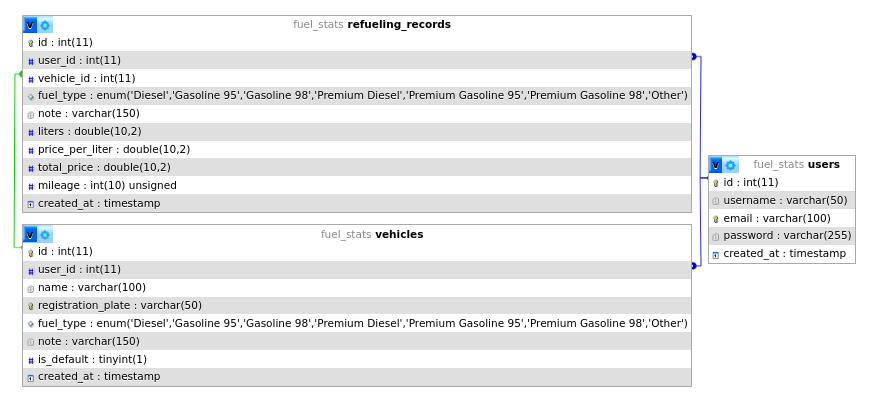 V fuel_stats refueling_records
id : int(11)
user_id : int(11)
vehicle_id : int(11)
fuel_type : enum('Diesel','Gasoline 95','Gasoline 98','Premium Diesel','Premium Gasoline 95','Premium Gasoline 98','Other')
note : varchar(150)
liters : double(10,2)
price_per_liter : double(10,2)
total_price : double(10,2)
mileage : int(10) unsigned
created_at : timestamp
V fuel_stats vehicles
id : int(11)
user_id : int(11)
name : varchar(100)
registration_plate : varchar(50)
fuel_type : enum('Diesel','Gasoline 95','Gasoline 98','Premium Diesel','Premium Gasoline 95','Premium Gasoline 98','Other')
note : varchar(150)
is_default : tinyint(1)
created_at : timestamp
V fuel_stats users
id : int(11)
username : varchar(50)
email : varchar(100)
password : varchar(255)
created_at : timestamp